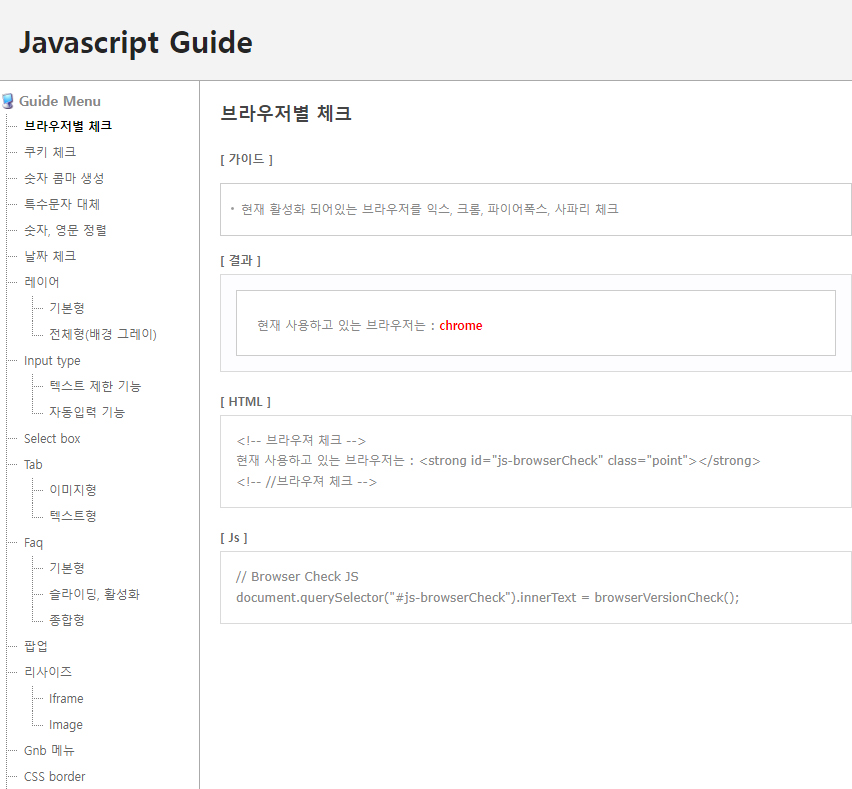 Javascript Guide
Guide Menu
브라우저별 체크
쿠키 체크
숫자 콤마 생성
특수문자 대체
숫자, 영문 정렬
날짜 체크
레이어
기본형
전체형(배경 그레이)
Input type
텍스트 제한 기능
자동입력 기능
Select box
Tab
이미지형
텍스트형
Faq
기본형
슬라이딩, 활성화
종합형
팝업
리사이즈
Iframe
Image
Gnb 메뉴
CSS border
브라우저별 체크
[ 가이드 ]
• 현재 활성화 되어있는 브라우저를 익스, 크롬, 파이어폭스, 사파리 체크
[ 결과 ]
현재 사용하고 있는 브라우저는 : chrome
[ HTML ]
<!-- 브라우져 체크 -->
현재 사용하고 있는 브라우저는 : <strong id="js-browserCheck" class="point"></strong>
<!-- //브라우져 체크 -->
[ Js ]
// Browser Check JS
document.querySelector("#js-browserCheck").innerText = browserVersionCheck();